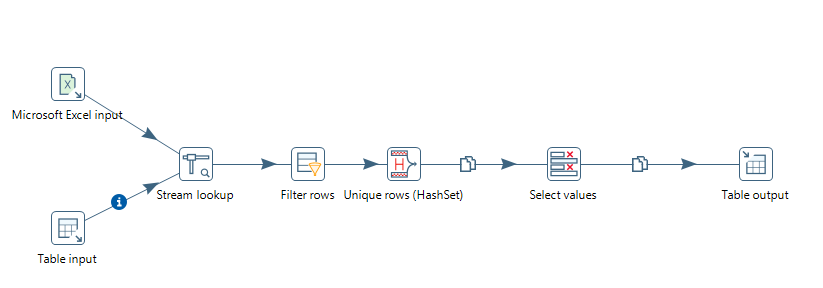 Microsoft Excel input
Stream lookup
Filter rows
Unique rows (HashSet)
Select values
Table output
Table input